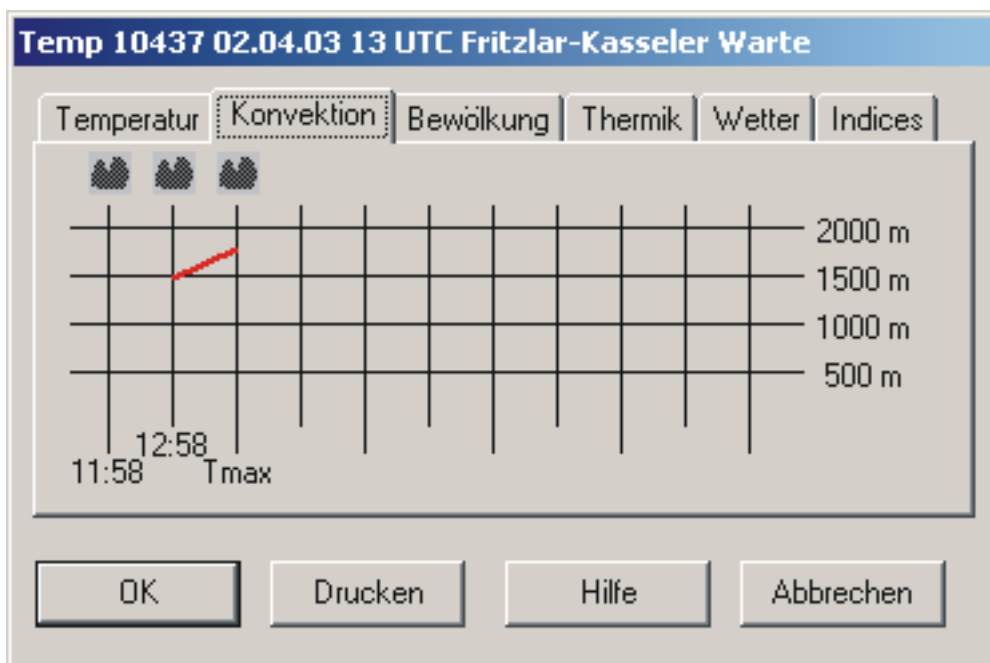 Temp 10437 02.04.03 13 UTC Fritzlar-Kasseler Warte
Temperatur Konvektion Bewölkung Thermik Wetter Indices
2000 m
1500 m
1000 m
500 m
12:58
11:58 Tmax
OK Drucken Hilfe Abbrechen